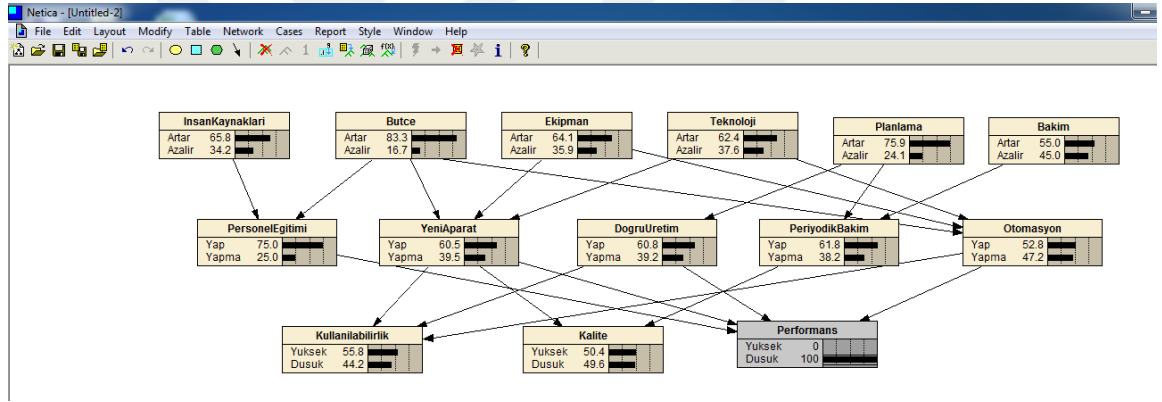 Netica - [Untitled-2]
File Edit Layout Modify Table Network Cases Report Style Window Help
InsanKaynaklari
Artar 65.8
Azalir 34.2
Butce
Artar 83.3
Azalir 16.7
Ekipman
Artar 64.1
Azalir 35.9
Teknoloji
Artar 62.4
Azalir 37.6
Planlama
Artar 75.9
Azalir 24.1
Bakim
Artar 55.0
Azalir 45.0
PersonelEgitimi
Yap 75.0
Yapma 25.0
YeniAparat
Yap 60.5
Yapma 39.5
DogruUretim
Yap 60.8
Yapma 39.2
PeriyodikBakim
Yap 61.8
Yapma 38.2
Otomasyon
Yap 52.8
Yapma 47.2
Kullanilabilirlik
Yuksek 55.8
Dusuk 44.2
Kalite
Yuksek 50.4
Dusuk 49.6
Performans
Yuksek 0
Dusuk 100